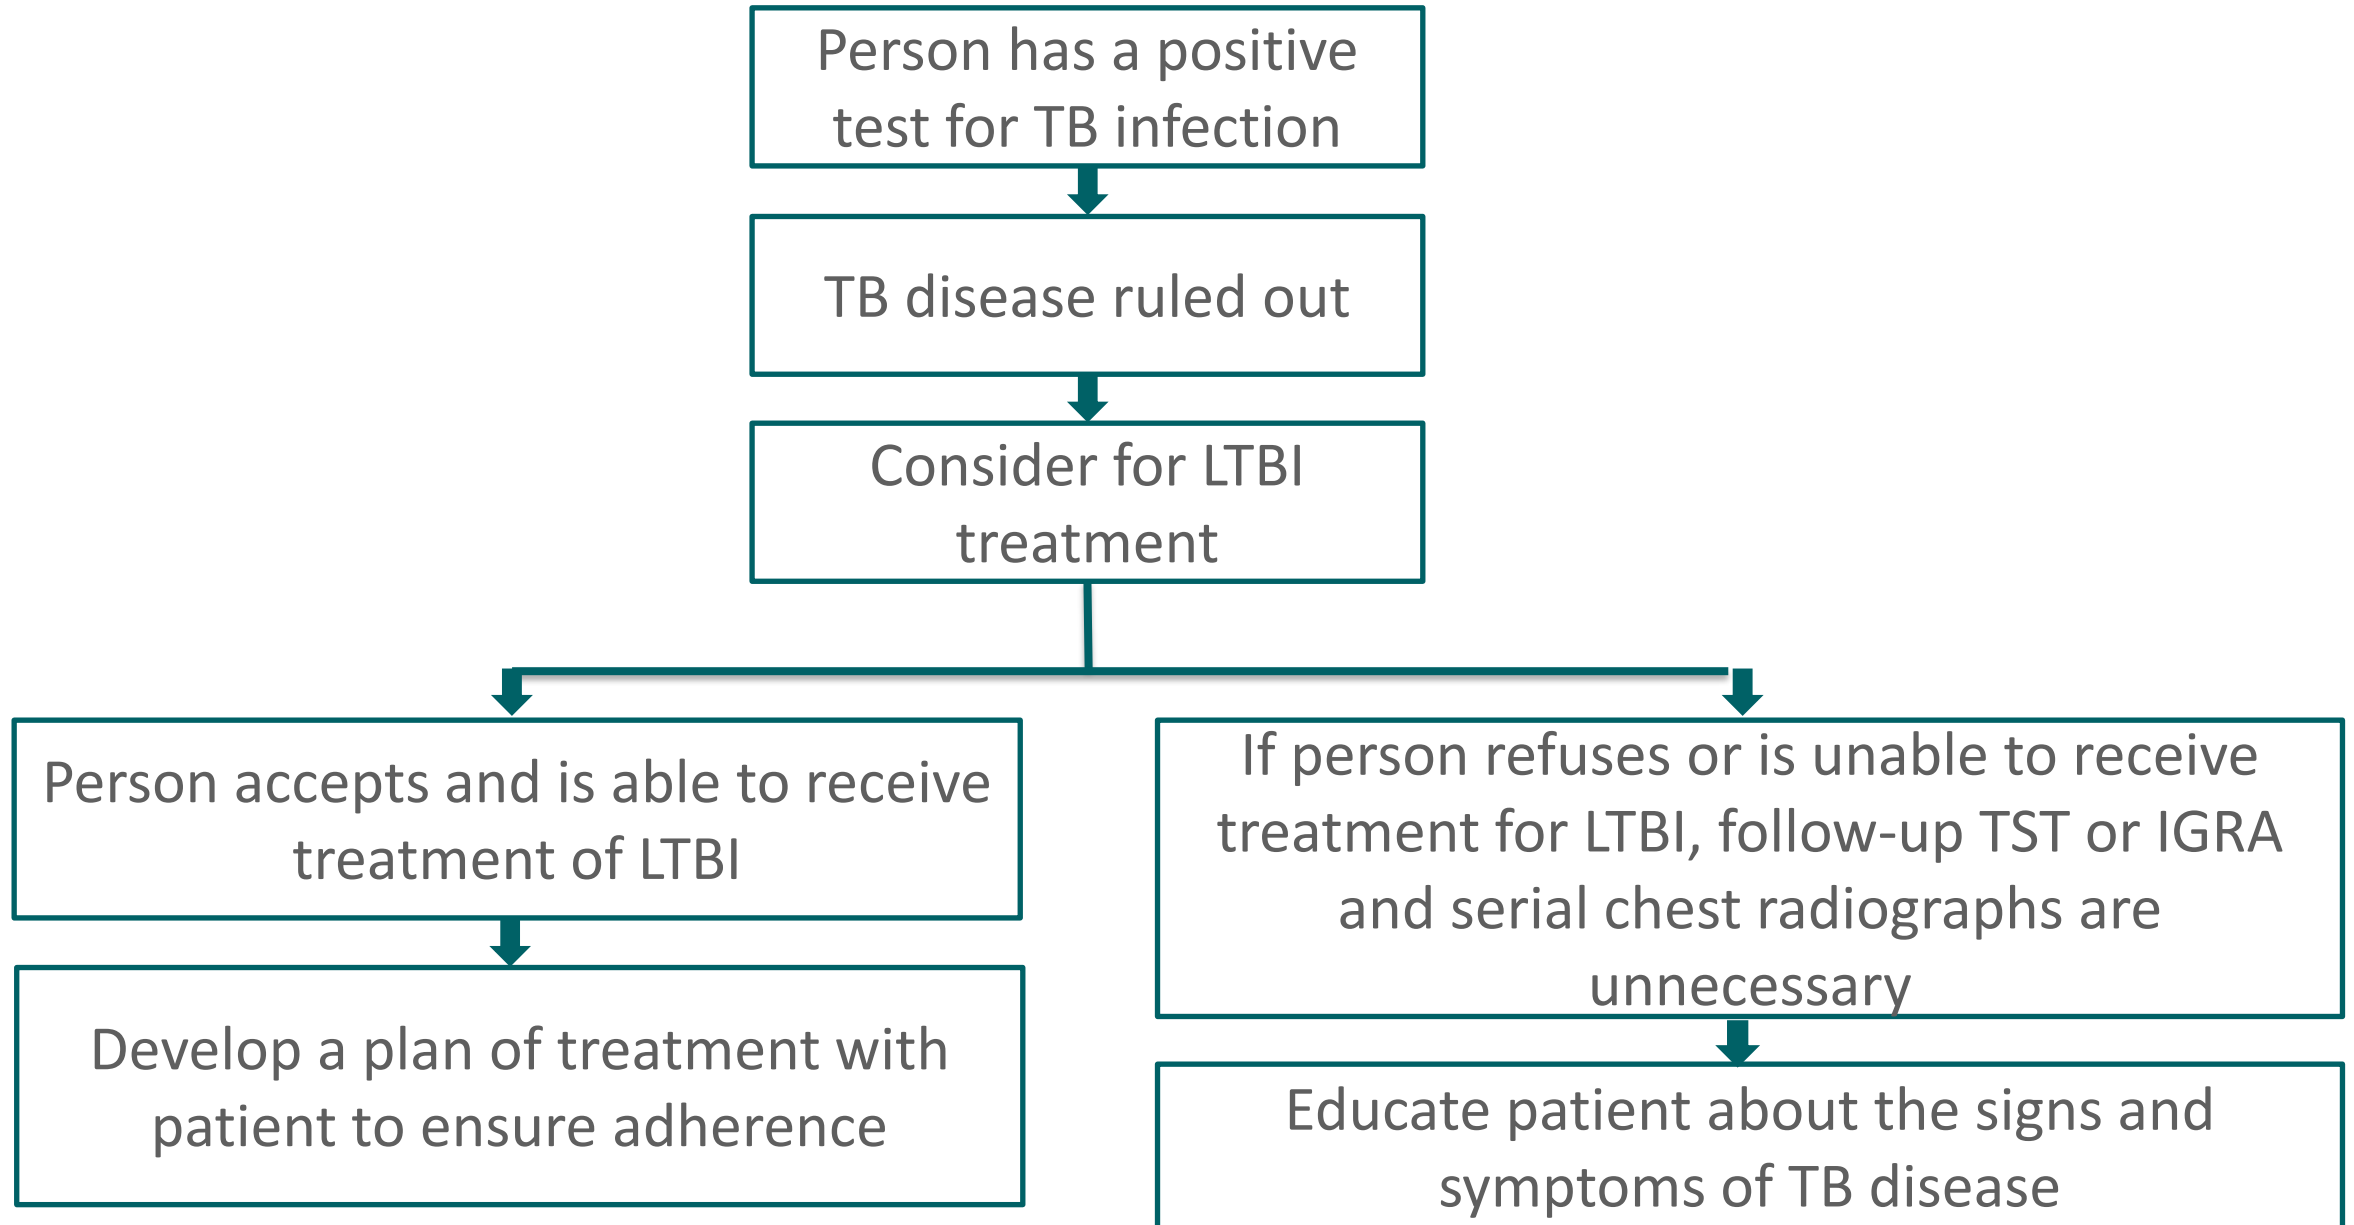 Person has a positive
test for TB infection
TB disease ruled out
Consider for LTBI
treatment
Person accepts and is able to receive
treatment of LTBI
Develop a plan of treatment with
patient to ensure adherence
If person refuses or is unable to receive
treatment for LTBI, follow-up TST or IGRA
and serial chest radiographs are
unnecessary
Educate patient about the signs and
symptoms of TB disease